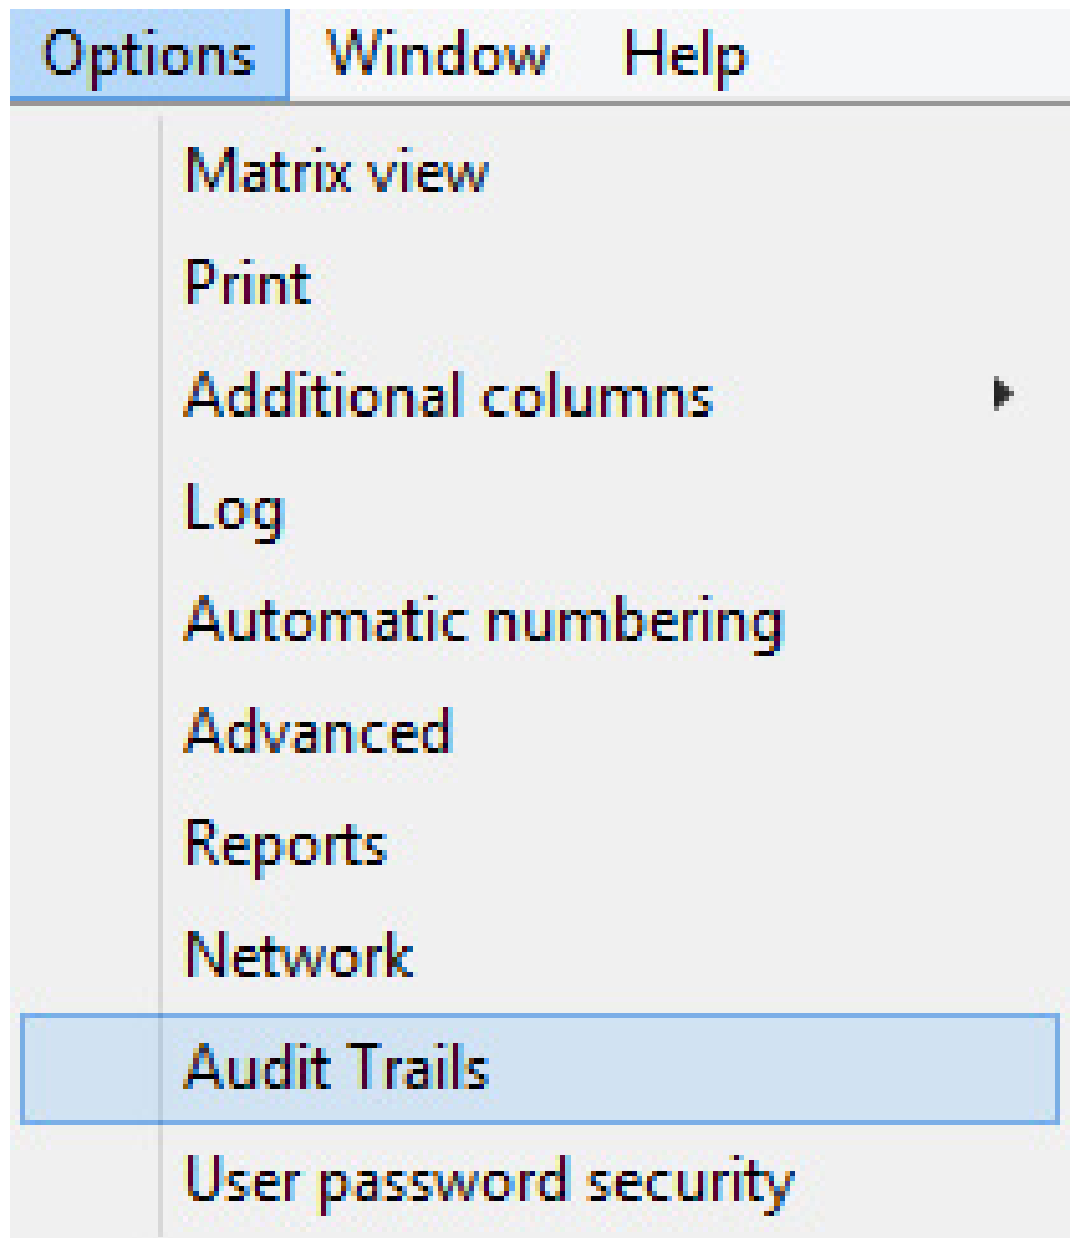 Options Window Help
Matrix view
Print
Additional columns
Log
Automatic numbering
Advanced
Reports
Network
Audit Trails
User password security